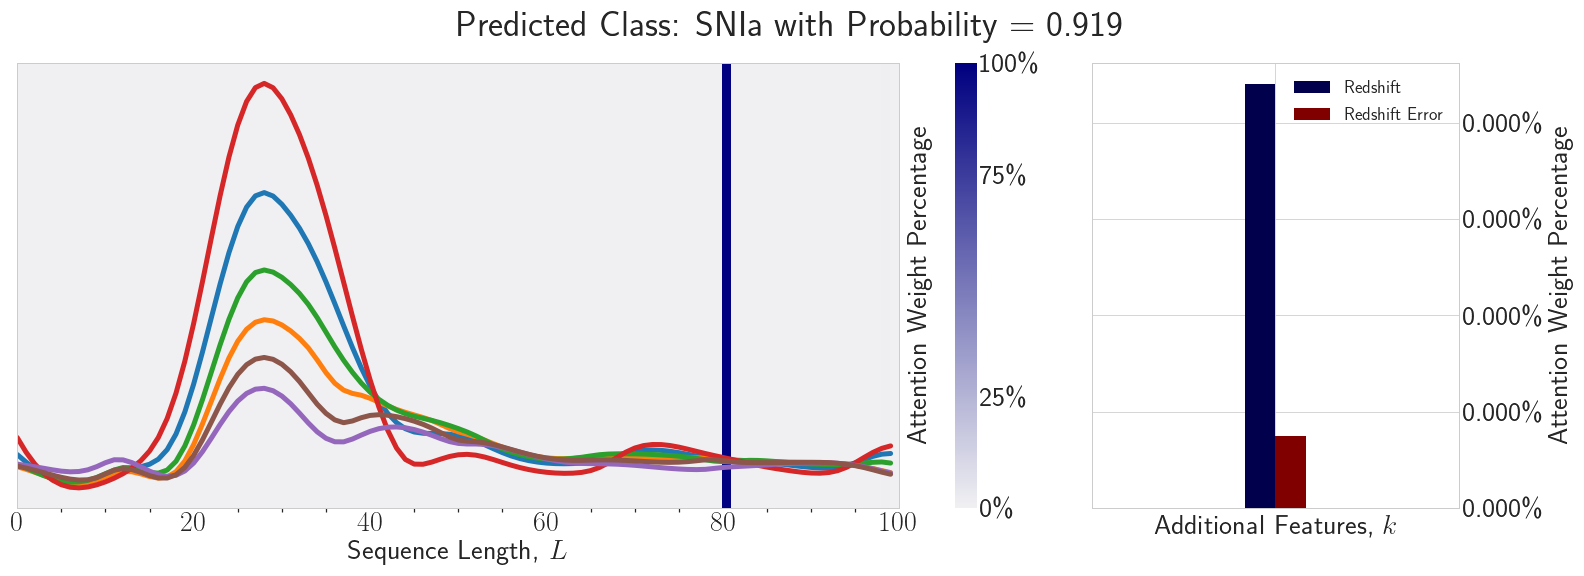 Predicted Class: SNIa with Probability = 0.919
0 20 40 60 80 100
Sequence Length, L
100%
75%
25%
0%
Attention Weight Percentage
Redshift
Redshift Error
0.000%
0.000%
0.000%
0.000%
0.000%
Attention Weight Percentage
Additional Features, k